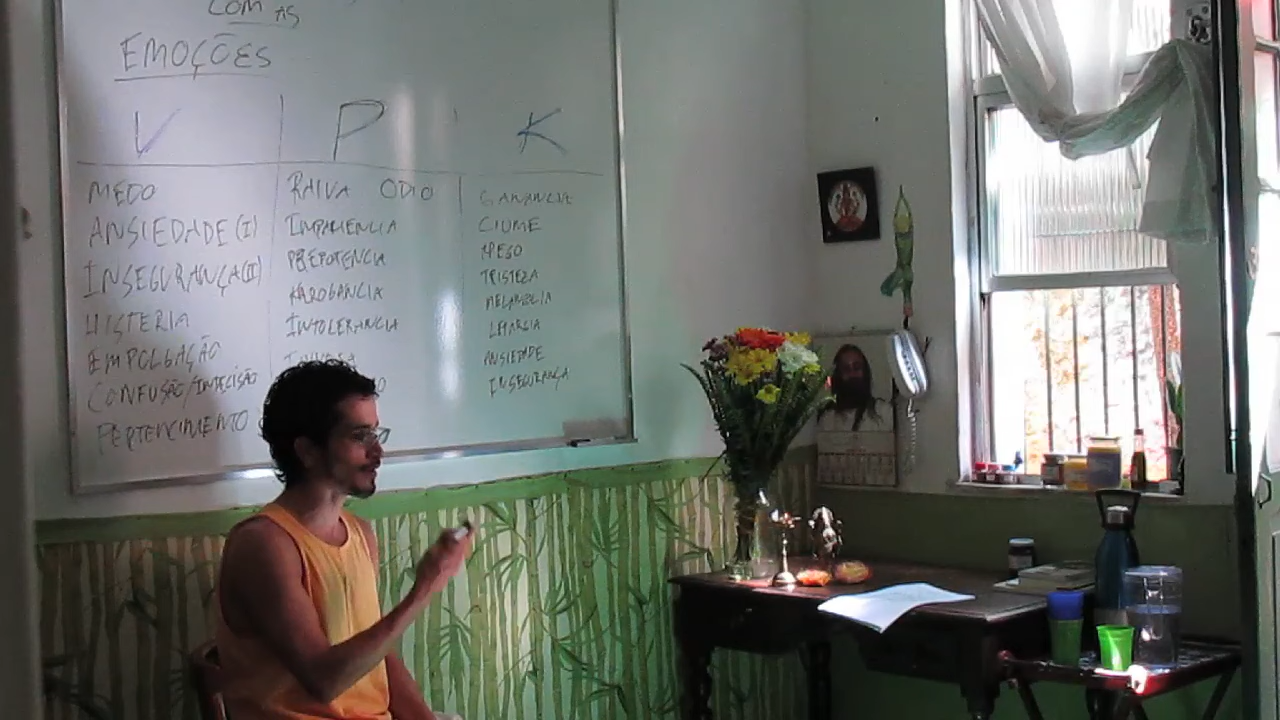 COM AS
EMOÇÕES
V P K
MEDO RAIVA ODIO GANANCIA
ANSIEDADE (I) IMPACIENCIA CIUME
INSEGURANÇA (II) PREPOTENCIA APEGO
HISTERIA ARROGANCIA TRISTEZA
EMPOLGAÇÃO INTOLERANCIA MELANCOLIA
CONFUSÃO/INDECISÃO LETARGIA
PERTENCIMENTO ANSIEDADE
INSEGURANÇA